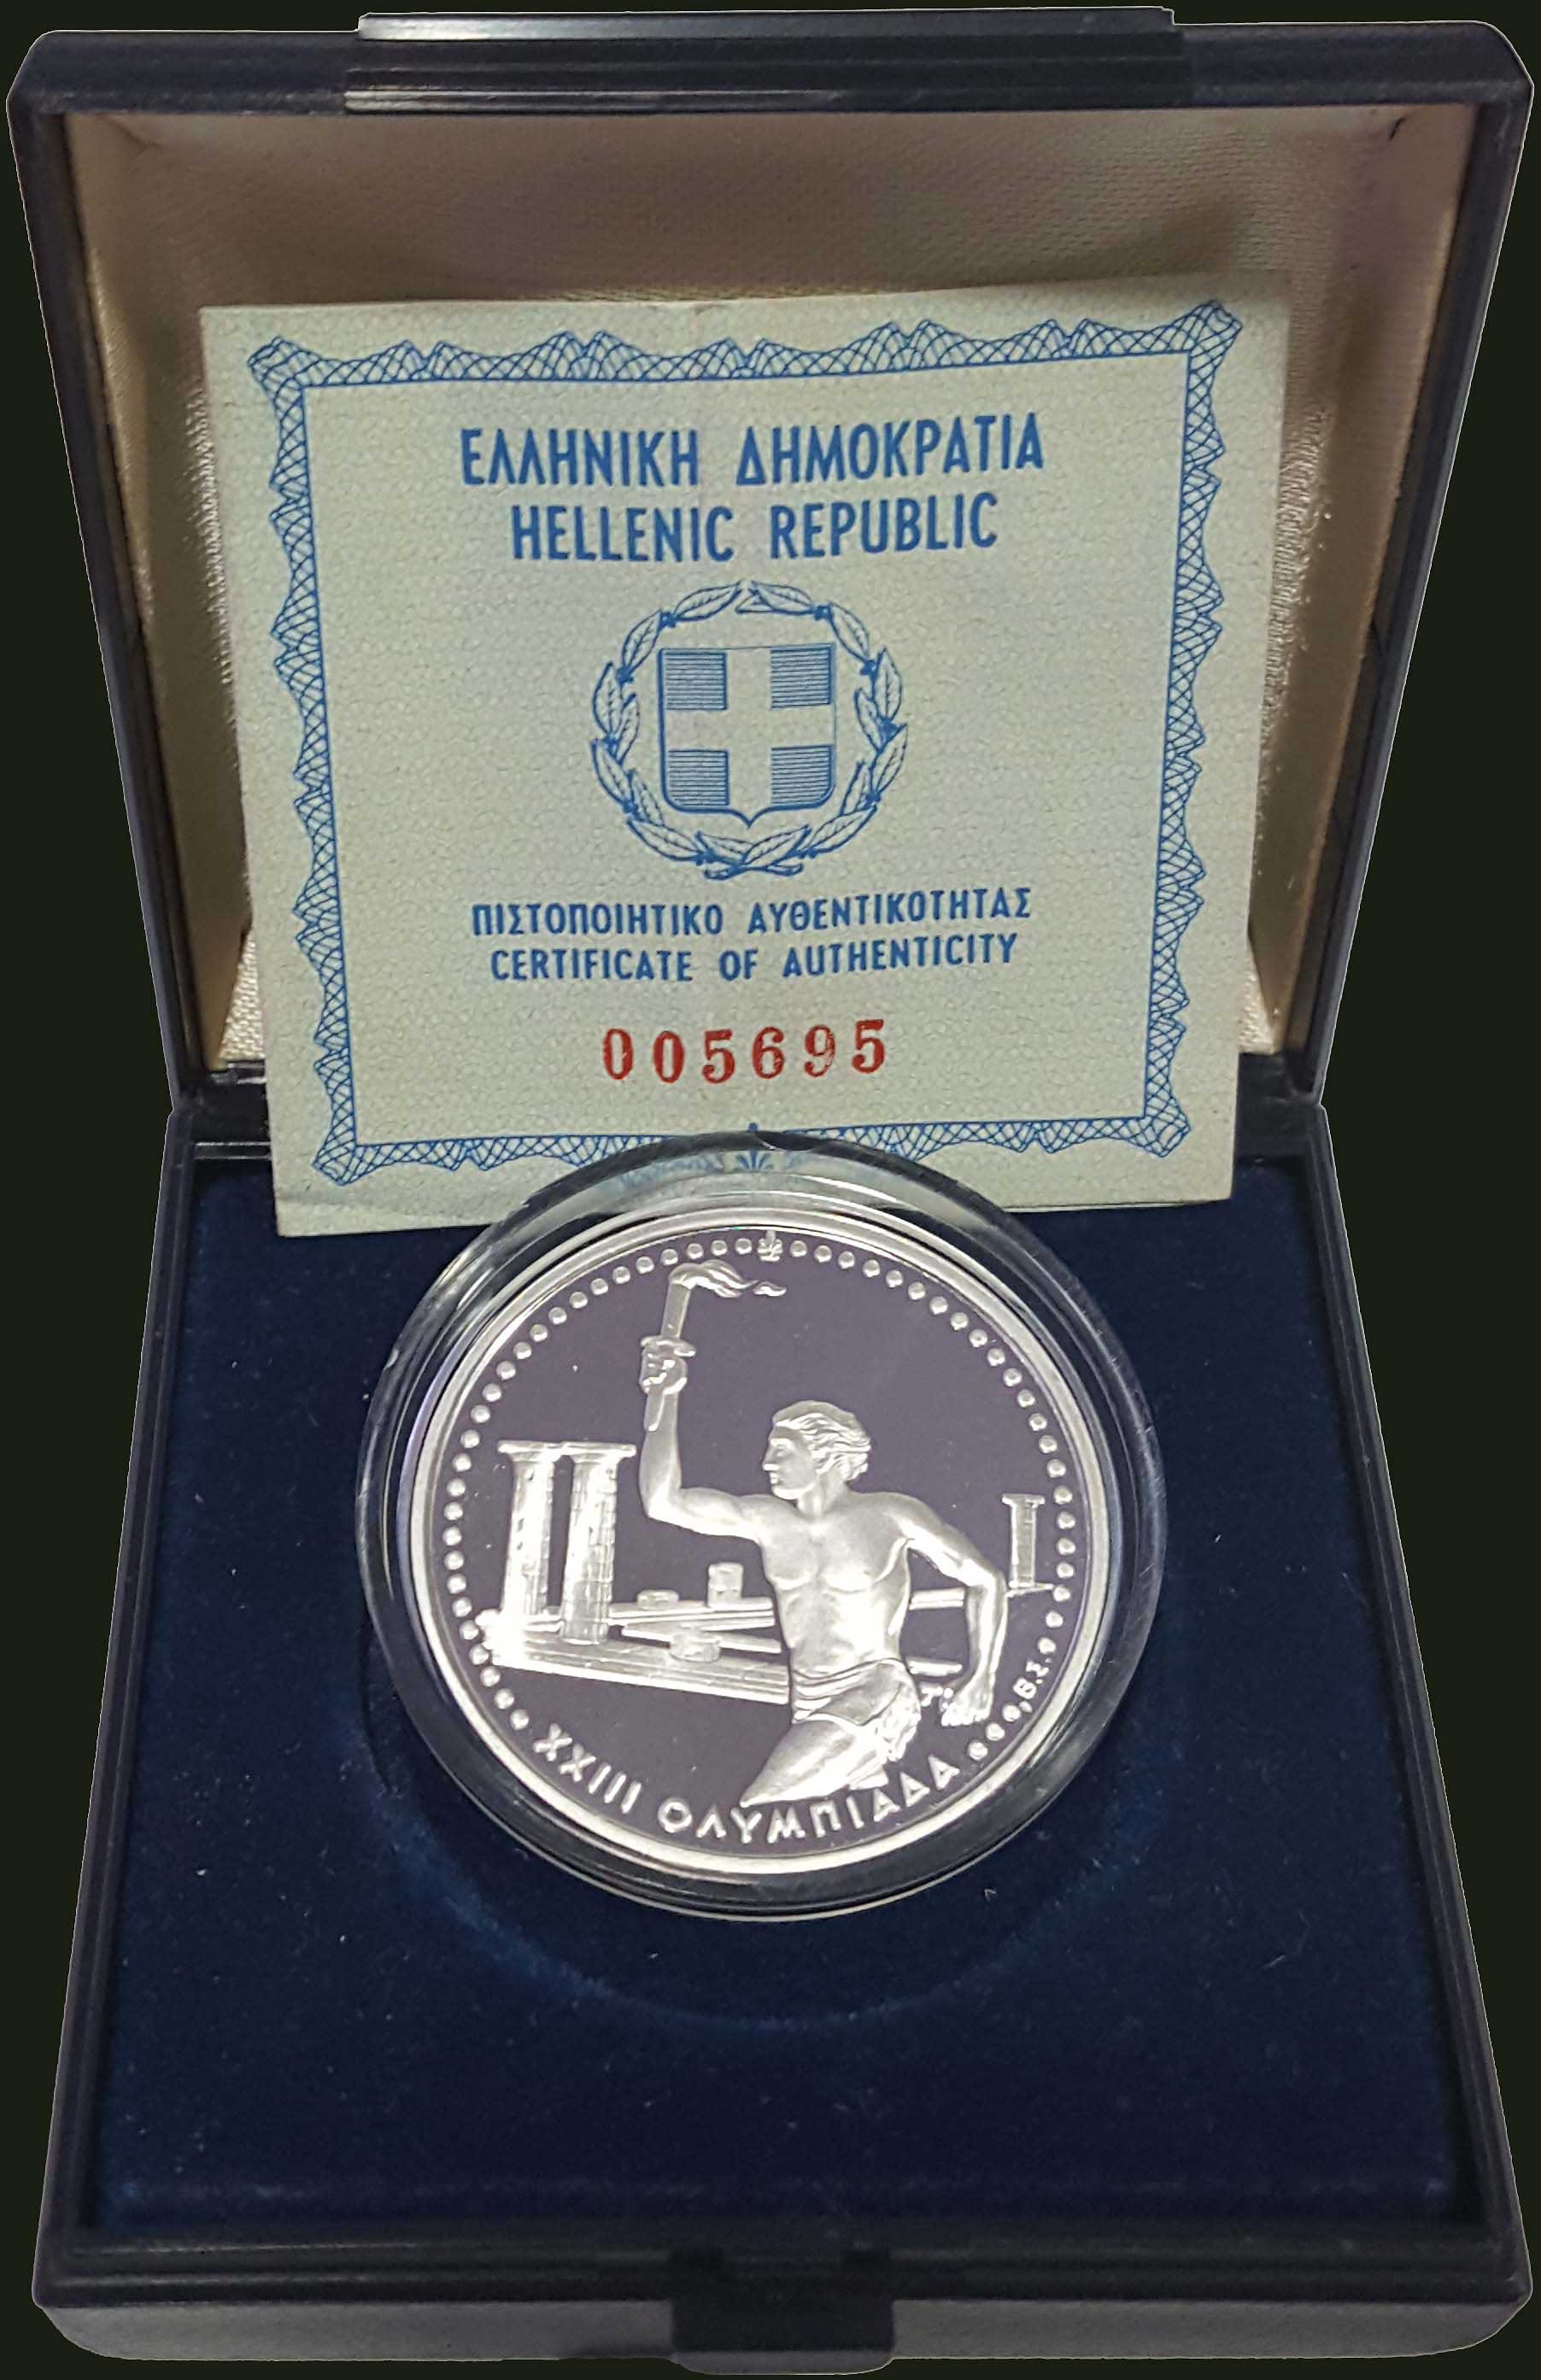 ΕΛΛΗΝΙΚΗ ΔΗΜΟΚΡΑΤΙΑ
HELLENIC REPUBLIC
ΠΙΣΤΟΠΟΙΗΤΙΚΟ ΑΥΘΕΝΤΙΚΟΤΗΤΑΣ
CERTIFICATE OF AUTHENTICITY
005695
Β.Σ.
XXIII ΟΛΥΜΠΙΑΔΑ